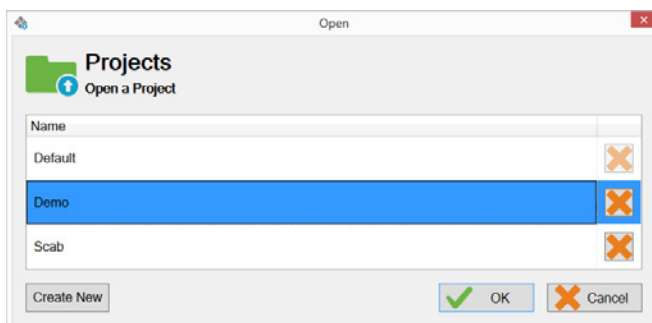 Open
Projects
Open a Project
Name
Default
Demo
Scab
Create New
OK
Cancel